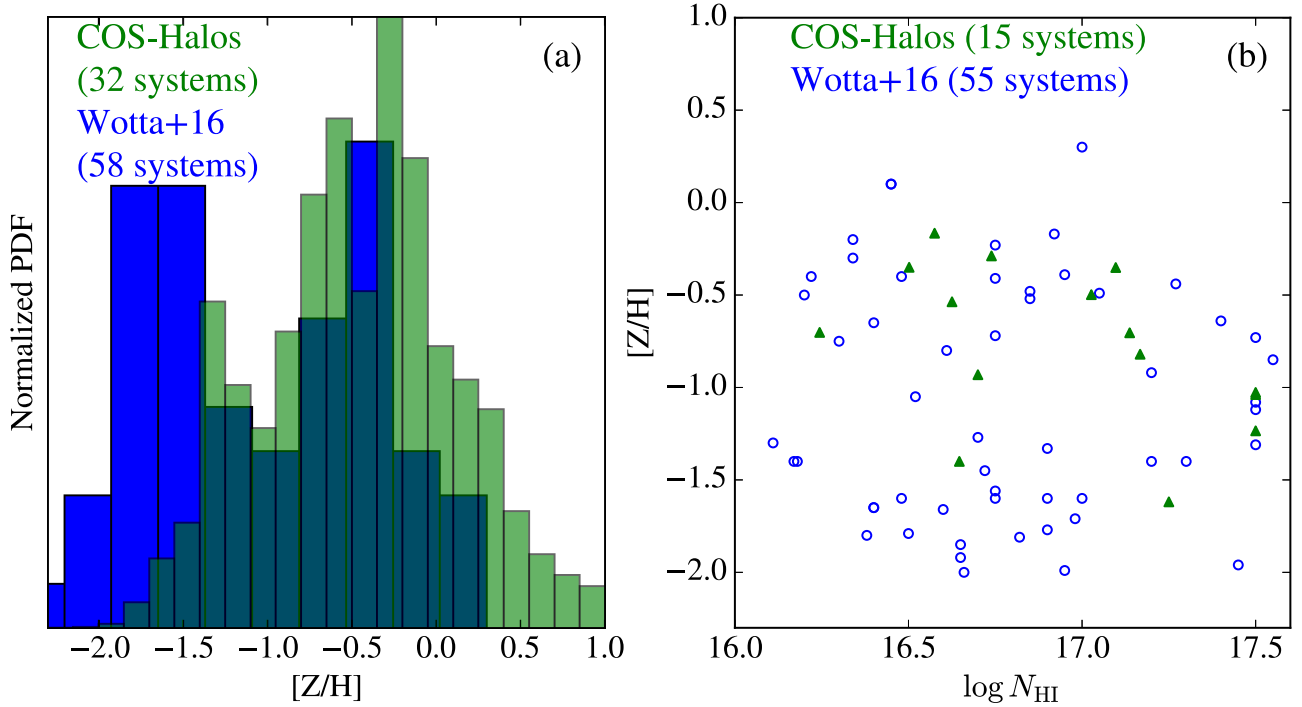 COS-Halos
(32 systems)
Wotta+16
(58 systems)
(a)
Normalized PDF
−2.0 −1.5 −1.0 −0.5 0.0 0.5 1.0
[Z/H]
COS-Halos (15 systems)
Wotta+16 (55 systems)
(b)
1.0
0.5
0.0
−0.5
−1.0
−1.5
−2.0
[Z/H]
16.0 16.5 17.0 17.5
log N_HI